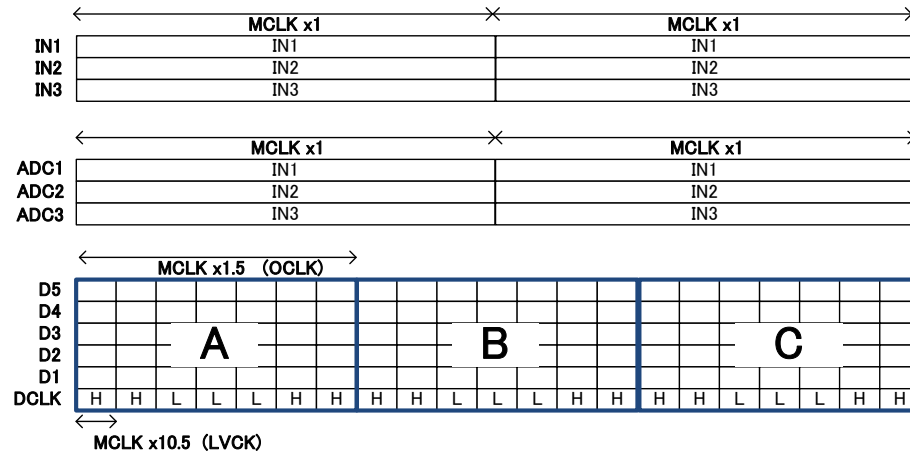 MCLK x1 MCLK x1
IN1 IN1 IN1
IN2 IN2 IN2
IN3 IN3 IN3
MCLK x1 MCLK x1
ADC1 IN1 IN1
ADC2 IN2 IN2
ADC3 IN3 IN3
MCLK x1.5 (OCLK)
D5
D4
D3
A B C
D2
D1
DCLK H H L L L H H H H L L L H H H H L L L H H
MCLK x10.5 (LVCK)